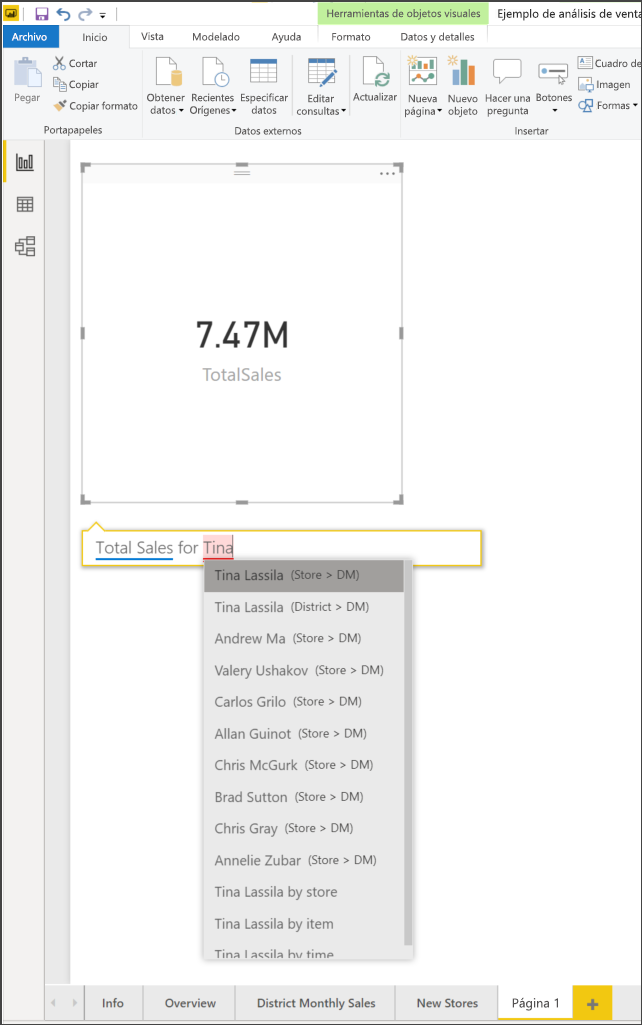 Herramientas de objetos visuales
Ejemplo de análisis de venta
Archivo
Inicio
Vista
Modelado
Ayuda
Formato
Datos y detalles
Pegar
Cortar
Copiar
Copiar formato
Portapapeles
Obtener
datos
Recientes
Orígenes
Especificar
datos
Editar
consultas
Actualizar
Datos externos
Nueva
página
Nuevo
objeto
Hacer una
pregunta
Botones
Cuadro de
Imagen
Formas
Insertar
7.47M
TotalSales
Total Sales for Tina
Tina Lassila (Store > DM)
Tina Lassila (District > DM)
Andrew Ma (Store > DM)
Valery Ushakov (Store > DM)
Carlos Grilo (Store > DM)
Allan Guinot (Store > DM)
Chris McGurk (Store > DM)
Brad Sutton (Store > DM)
Chris Gray (Store > DM)
Annelie Zubar (Store > DM)
Tina Lassila by store
Tina Lassila by item
Tina Lassila by time
Info
Overview
District Monthly Sales
New Stores
Página 1